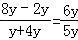 8y − 2y / y+4y = 6y / 5y